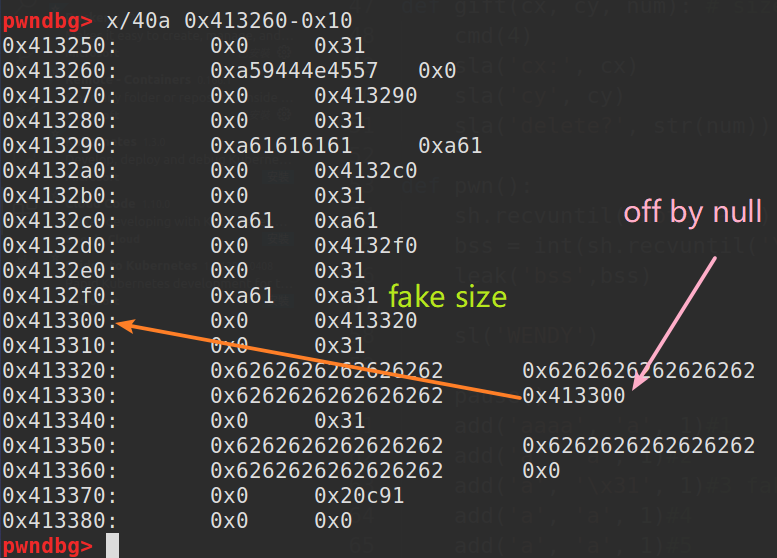 pwndbg> x/40a 0x413260-0x10
0x413250: 0x0 0x31
0x413260: 0xa59444e4557 0x0
0x413270: 0x0 0x413290
0x413280: 0x0 0x31
0x413290: 0xa61616161 0xa61
0x4132a0: 0x0 0x4132c0
0x4132b0: 0x0 0x31
0x4132c0: 0xa61 0xa61
off by null
0x4132d0: 0x0 0x4132f0
0x4132e0: 0x0 0x31
0x4132f0: 0xa61 0xa31 fake size
0x413300: 0x0 0x413320
0x413310: 0x0 0x31
0x413320: 0x6262626262626262 0x6262626262626262
0x413330: 0x6262626262626262 0x413300
0x413340: 0x0 0x31
0x413350: 0x6262626262626262 0x6262626262626262
0x413360: 0x6262626262626262 0x0
0x413370: 0x0 0x20c91
0x413380: 0x0 0x0
pwndbg>